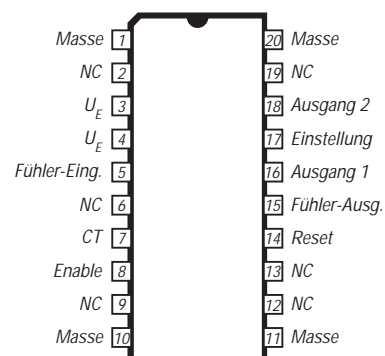 Masse 1 20 Masse
NC 2 19 NC
UE 3 18 Ausgang 2
UE 4 17 Einstellung
Fühler-Eing. 5 16 Ausgang 1
NC 6 15 Fühler-Ausg.
CT 7 14 Reset
Enable 8 13 NC
NC 9 12 NC
Masse 10 11 Masse